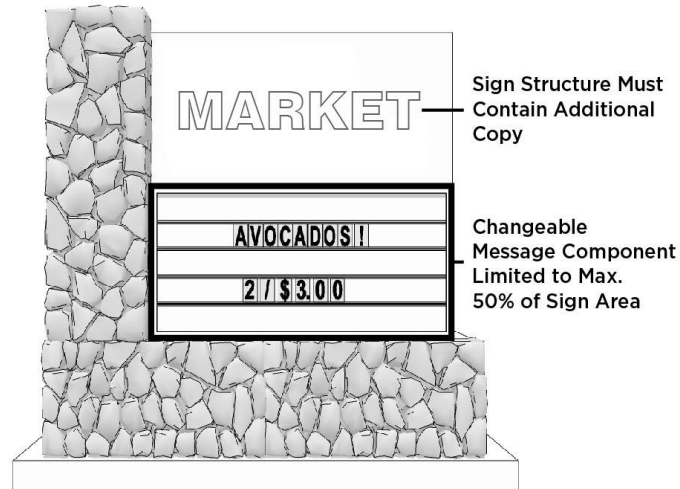 MARKET
Sign Structure Must
Contain Additional
Copy
AVOCADOS!
2/$3.00
Changeable
Message Component
Limited to Max.
50% of Sign Area